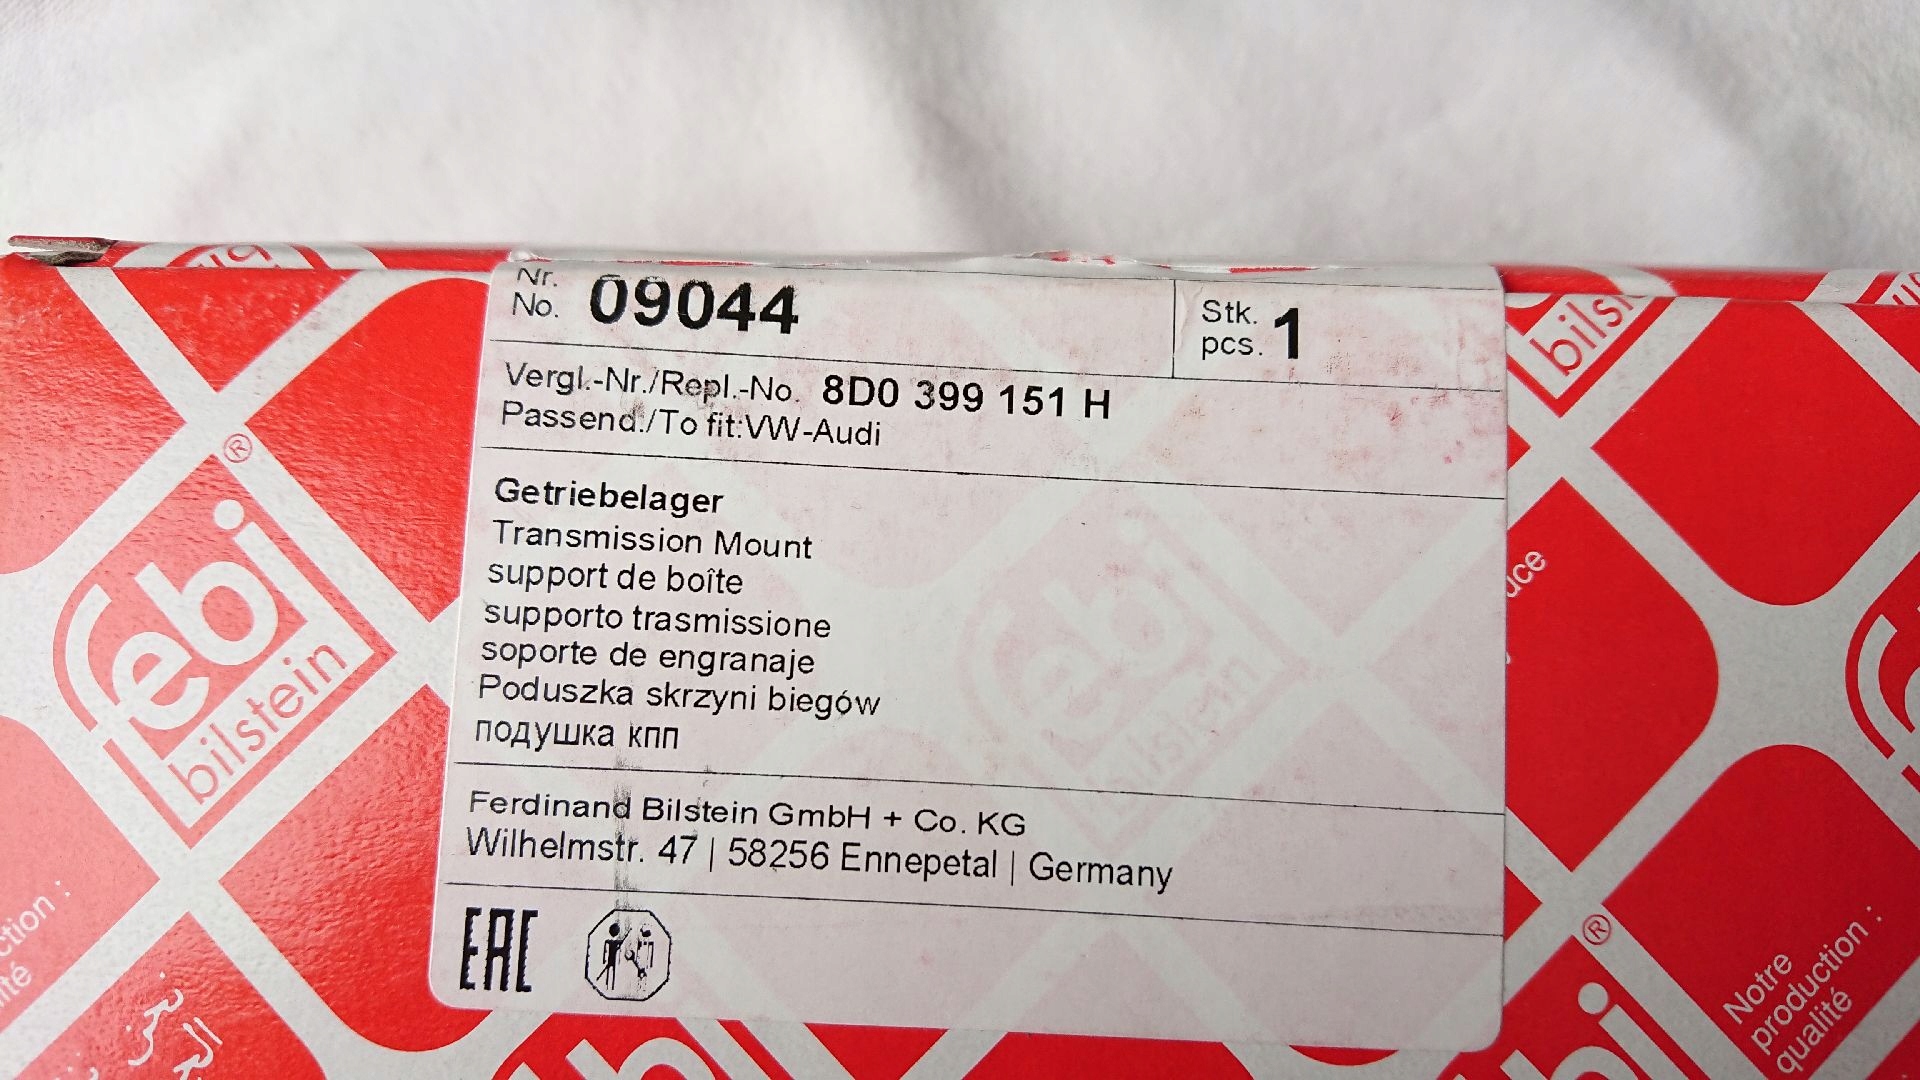 Nr.
No. 09044
Stk.
pcs. 1
Vergl.-Nr./Repl.-No. 8D0 399 151 H
Passend./To fit:VW-Audi
Getriebelager
Transmission Mount
support de boîte
supporto trasmissione
soporte de engranaje
Poduszka skrzyni biegów
подушка кпп
Ferdinand Bilstein GmbH + Co. KG
Wilhelmstr. 47 | 58256 Ennepetal | Germany
EAC
febi
bilstein
®
febi
bilstein
®
Notre
production :
qualité